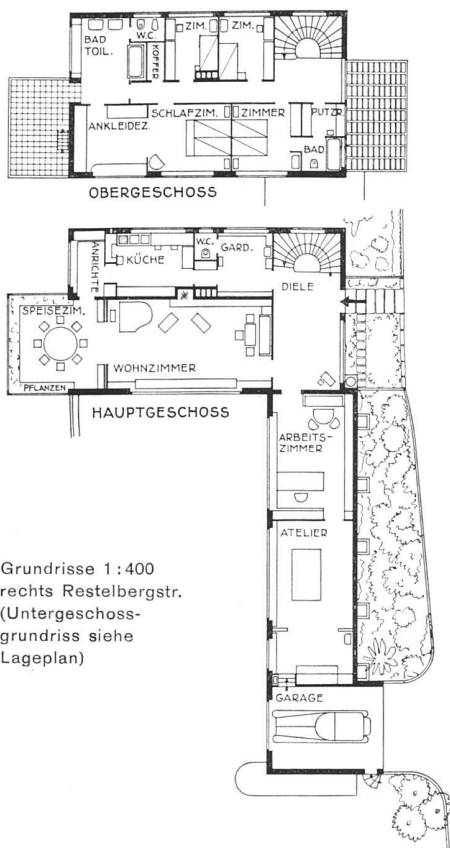 BAD TOIL.
W.C.
KOFFER
ZIM.
ZIM.
ANKLEIDEZ.
SCHLAFZIM.
ZIMMER
PUTZR.
BAD
OBERGESCHOSS
ANRICHTE
KÜCHE
W.C.
GARD.
DIELE
SPEISEZIM.
PFLANZEN
WOHNZIMMER
HAUPTGESCHOSS
ARBEITS-
ZIMMER
ATELIER
GARAGE
Grundrisse 1:400
rechts Restelbergstr.
(Untergeschoss-
grundriss siehe
Lageplan)